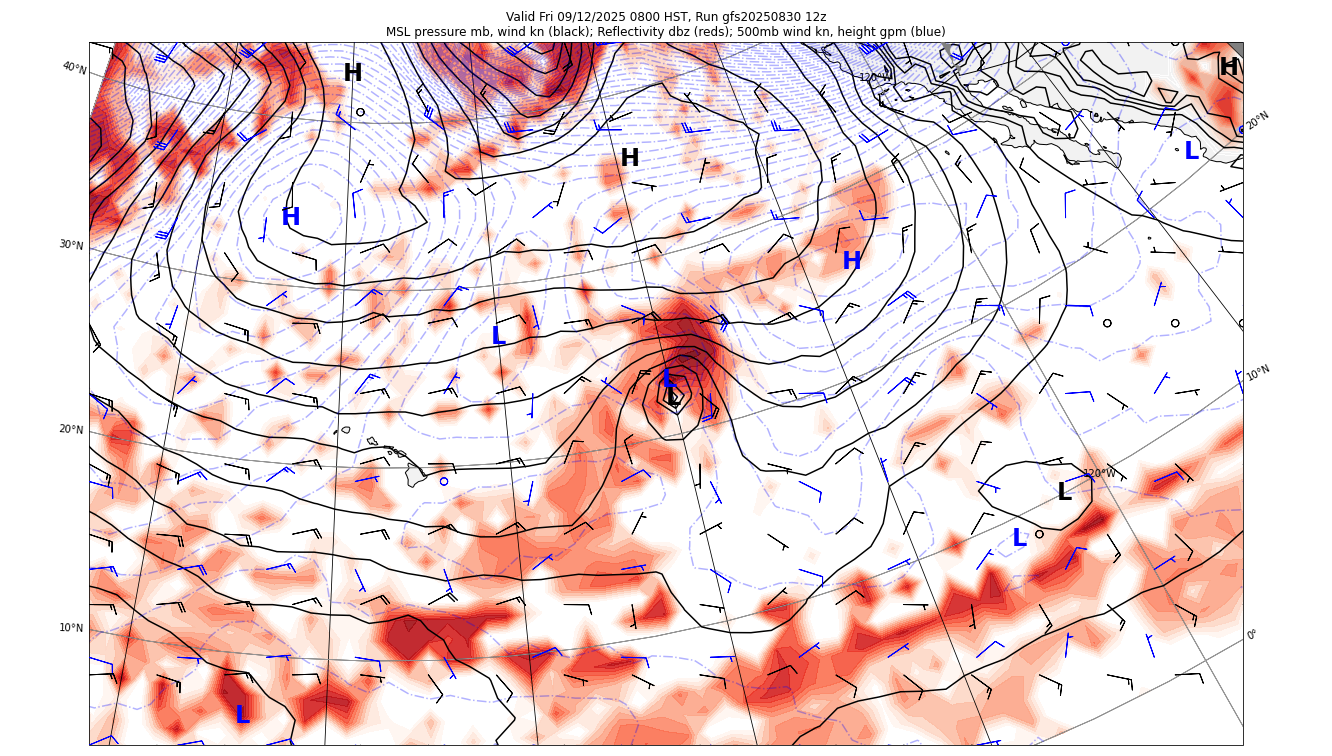 Valid Fri 09/12/2025 0800 HST, Run gfs20250830 12z
MSL pressure mb, wind kn (black); Reflectivity dbz (reds); 500mb wind kn, height gpm (blue)
40°N
H
120°W
H
20°N
H
L
H
30°N
H
L
10°N
L
L
20°N
120°W
L
L
10°N
0°
L